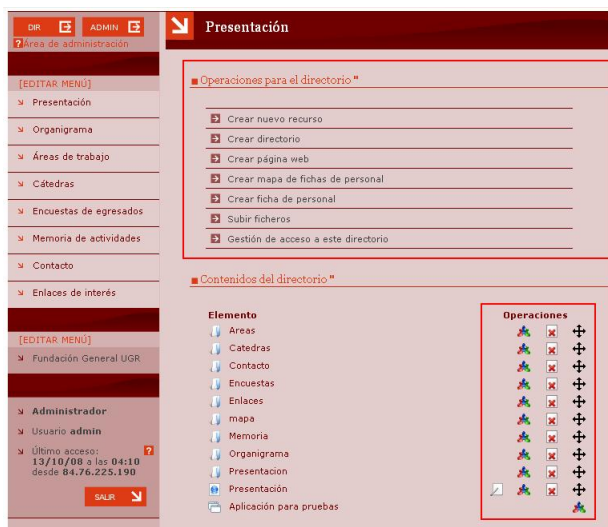 DIR
ADMIN
? Área de administración
Presentación
[EDITAR MENÚ]
Presentación
Organigrama
Áreas de trabajo
Cátedras
Encuestas de egresados
Memoria de actividades
Contacto
Enlaces de interés
[EDITAR MENÚ]
Fundación General UGR
Administrador
Usuario admin
Último acceso: ?
13/10/08 a las 04:10
desde 84.76.225.190
SALIR
Operaciones para el directorio "
Crear nuevo recurso
Crear directorio
Crear página web
Crear mapa de fichas de personal
Crear ficha de personal
Subir ficheros
Gestión de acceso a este directorio
Contenidos del directorio "
Elemento Operaciones
Areas
Catedras
Contacto
Encuestas
Enlaces
mapa
Memoria
Organigrama
Presentacion
Presentación
Aplicación para pruebas